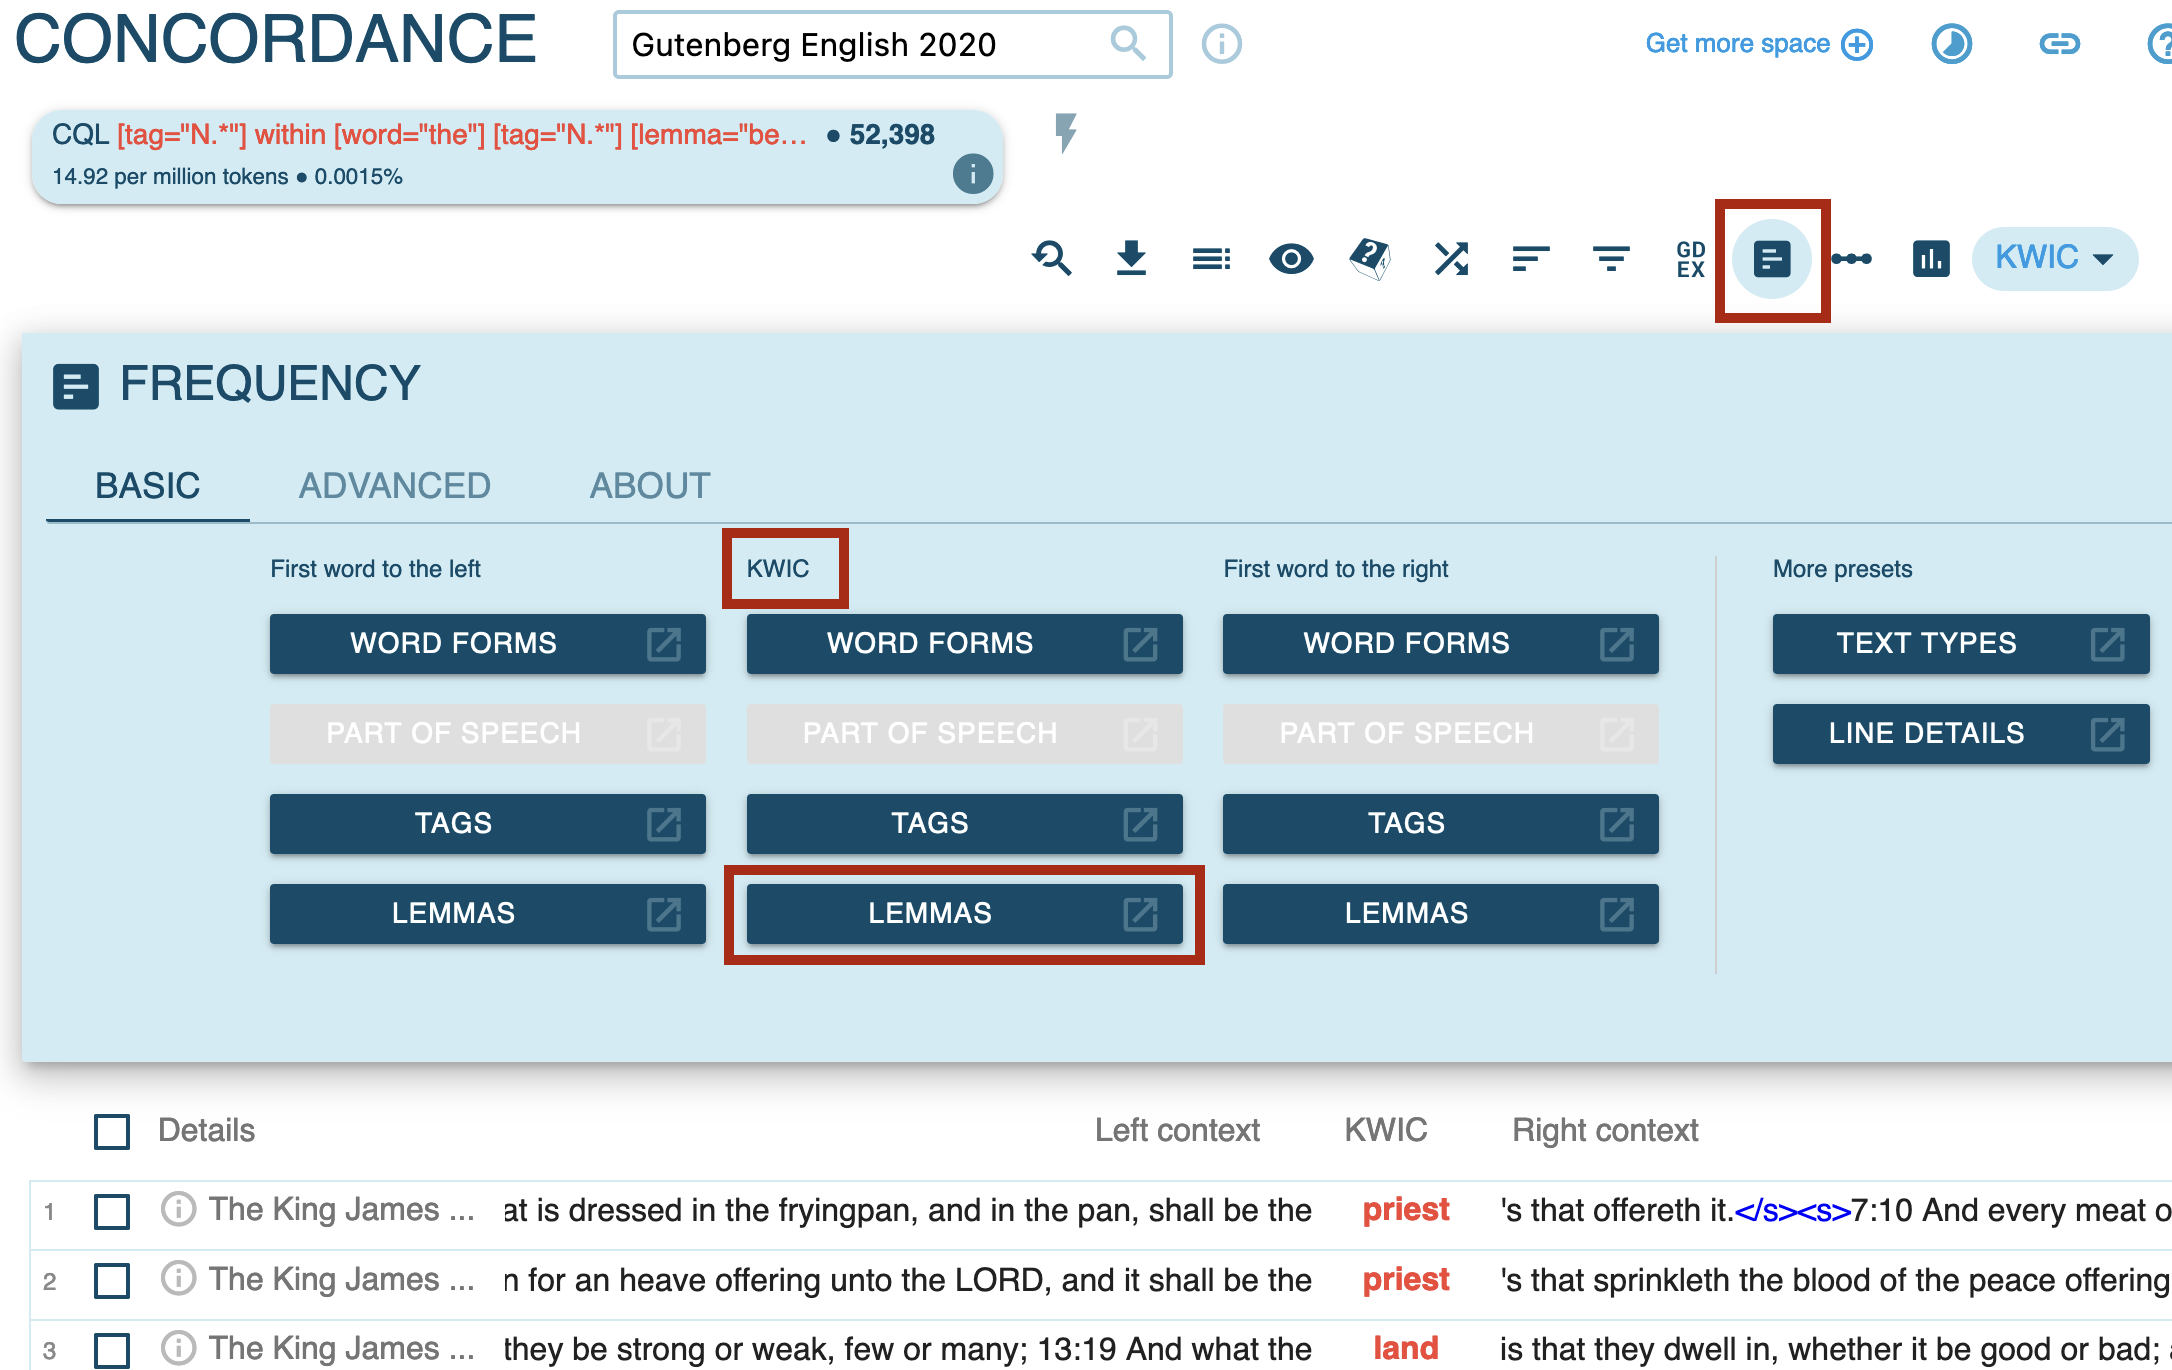 CONCORDANCE
Gutenberg English 2020
Get more space
CQL [tag="N.*"] within [word="the"] [tag="N.*"] [lemma="be... ● 52,398
14.92 per million tokens ● 0.0015%
GD
EX
KWIC
FREQUENCY
BASIC ADVANCED ABOUT
First word to the left KWIC First word to the right More presets
WORD FORMS WORD FORMS WORD FORMS TEXT TYPES
PART OF SPEECH PART OF SPEECH PART OF SPEECH LINE DETAILS
TAGS TAGS TAGS
LEMMAS LEMMAS LEMMAS
Details Left context KWIC Right context
1 The King James ... at is dressed in the fryingpan, and in the pan, shall be the priest 's that offereth it.</s><s>7:10 And every meat o
2 The King James ... n for an heave offering unto the LORD, and it shall be the priest 's that sprinkleth the blood of the peace offering
3 The King James ... they be strong or weak, few or many; 13:19 And what the land is that they dwell in, whether it be good or bad;